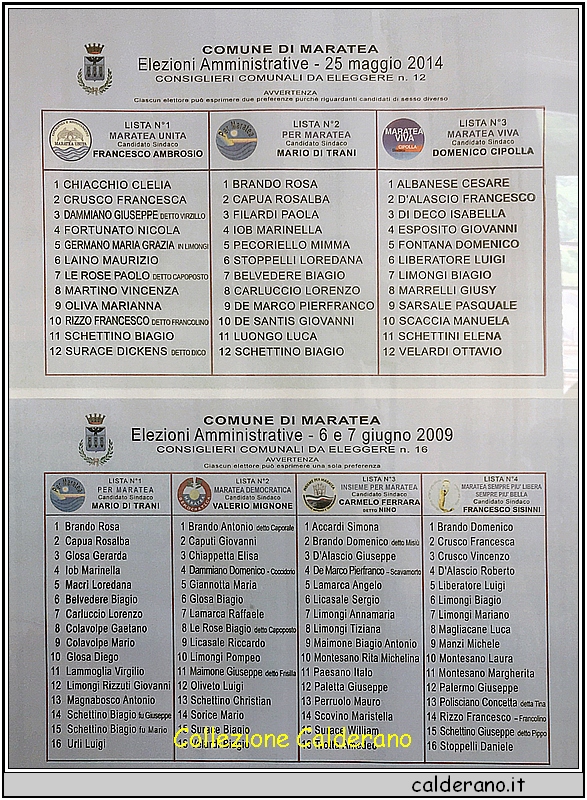 COMUNE DI MARATEA
Elezioni Amministrative - 25 maggio 2014
CONSIGLIERI COMUNALI DA ELEGGERE n. 12
AVVERTENZA
Ciascun elettore può esprimere due preferenze purché riguardanti candidati di sesso diverso
LISTA N°1
MARATEA UNITA
Candidato Sindaco
FRANCESCO AMBROSIO
1 CHIACCHIO CLELIA
2 CRUSCO FRANCESCA
3 DAMMIANO GIUSEPPE DETTO VIRZILLO
4 FORTUNATO NICOLA
5 GERMANO MARIA GRAZIA IN LIMONGI
6 LAINO MAURIZIO
7 LE ROSE PAOLO DETTO CAPOPOSTO
8 MARTINO VINCENZA
9 OLIVA MARIANNA
10 RIZZO FRANCESCO DETTO FRANCOLINO
11 SCHETTINO BIAGIO
12 SURACE DICKENS DETTO DICO
LISTA N°2
PER MARATEA
Candidato Sindaco
MARIO DI TRANI
1 BRANDO ROSA
2 CAPUA ROSALBA
3 FILARDI PAOLA
4 IOB MARINELLA
5 PECORIELLO MIMMA
6 STOPPELLI LOREDANA
7 BELVEDERE BIAGIO
8 CARLUCCIO LORENZO
9 DE MARCO PIERFRANCO
10 DE SANTIS GIOVANNI
11 LUONGO LUCA
12 SCHETTINO BIAGIO
MARATEA
VIVA
CIPOLLA
LISTA N°3
MARATEA VIVA
Candidato Sindaco
DOMENICO CIPOLLA
1 ALBANESE CESARE
2 D'ALASCIO FRANCESCO
3 DI DECO ISABELLA
4 ESPOSITO GIOVANNI
5 FONTANA DOMENICO
6 LIBERATORE LUIGI
7 LIMONGI BIAGIO
8 MARRELLI GIUSY
9 SARSALE PASQUALE
10 SCACCIA MANUELA
11 SCHETTINI ELENA
12 VELARDI OTTAVIO
COMUNE DI MARATEA
Elezioni Amministrative - 6 e 7 giugno 2009
CONSIGLIERI COMUNALI DA ELEGGERE n. 16
AVVERTENZA
Ciascun elettore può esprimere una sola preferenza
LISTA N°1
PER MARATEA
Candidato Sindaco
MARIO DI TRANI
1 Brando Rosa
2 Capua Rosalba
3 Glosa Gerarda
4 Iob Marinella
5 Macrì Loredana
6 Belvedere Biagio
7 Carluccio Lorenzo
8 Colavolpe Gaetano
9 Colavolpe Mario
10 Glosa Diego
11 Lammoglia Virgilio
12 Limongi Rizzuti Giovanni
13 Magnabosco Antonio
14 Schettino Biagio fu Giuseppe
15 Schettino Biagio fu Mario
16 Urli Luigi
LISTA N°2
MARATEA DEMOCRATICA
Candidato Sindaco
VALERIO MIGNONE
1 Brando Antonio detto Caporale
2 Caputi Giovanni
3 Chiappetta Elisa
4 Dammiano Domenico - Cocodorio
5 Giannotta Maria
6 Glosa Biagio
7 Lamarca Raffaele
8 Le Rose Biagio detto Capoposto
9 Licasale Riccardo
10 Limongi Pompeo
11 Maimone Giuseppe detto Frisilla
12 Oliveto Luigi
13 Schettino Christian
14 Sorice Mario
15 Surace Biagio
LISTA N°3
INSIEME PER MARATEA
Candidato Sindaco
CARMELO FERRARA
DETTO NINO
1 Accardi Simona
2 Brando Domenico detto Misiù
3 D'Alascio Giuseppe
4 De Marco Pierfranco - Scavamorto
5 Lamarca Angelo
6 Licasale Sergio
7 Limongi Annamaria
8 Limongi Tiziana
9 Maimone Biagio Antonio
10 Montesano Rita Michelina
11 Paesano Italo
12 Paletta Giuseppe
13 Perruolo Mauro
14 Scovino Maristella
15 Surace William
LISTA N°4
MARATEA SEMPRE PIU' LIBERA
SEMPRE PIU' BELLA
Candidato Sindaco
FRANCESCO SISINNI
1 Brando Domenico
2 Crusco Francesca
3 Crusco Vincenzo
4 D'Alascio Roberto
5 Liberatore Luigi
6 Limongi Biagio
7 Limongi Mariano
8 Magliacane Luca
9 Manzi Michele
10 Montesano Laura
11 Montesano Margherita
12 Palermo Giuseppe
13 Polisciano Concetta detta Tina
14 Rizzo Francesco - Francolino
15 Schettino Giuseppe detto Pippo
16 Stoppelli Daniele
Collezione Calderano
calderano.it